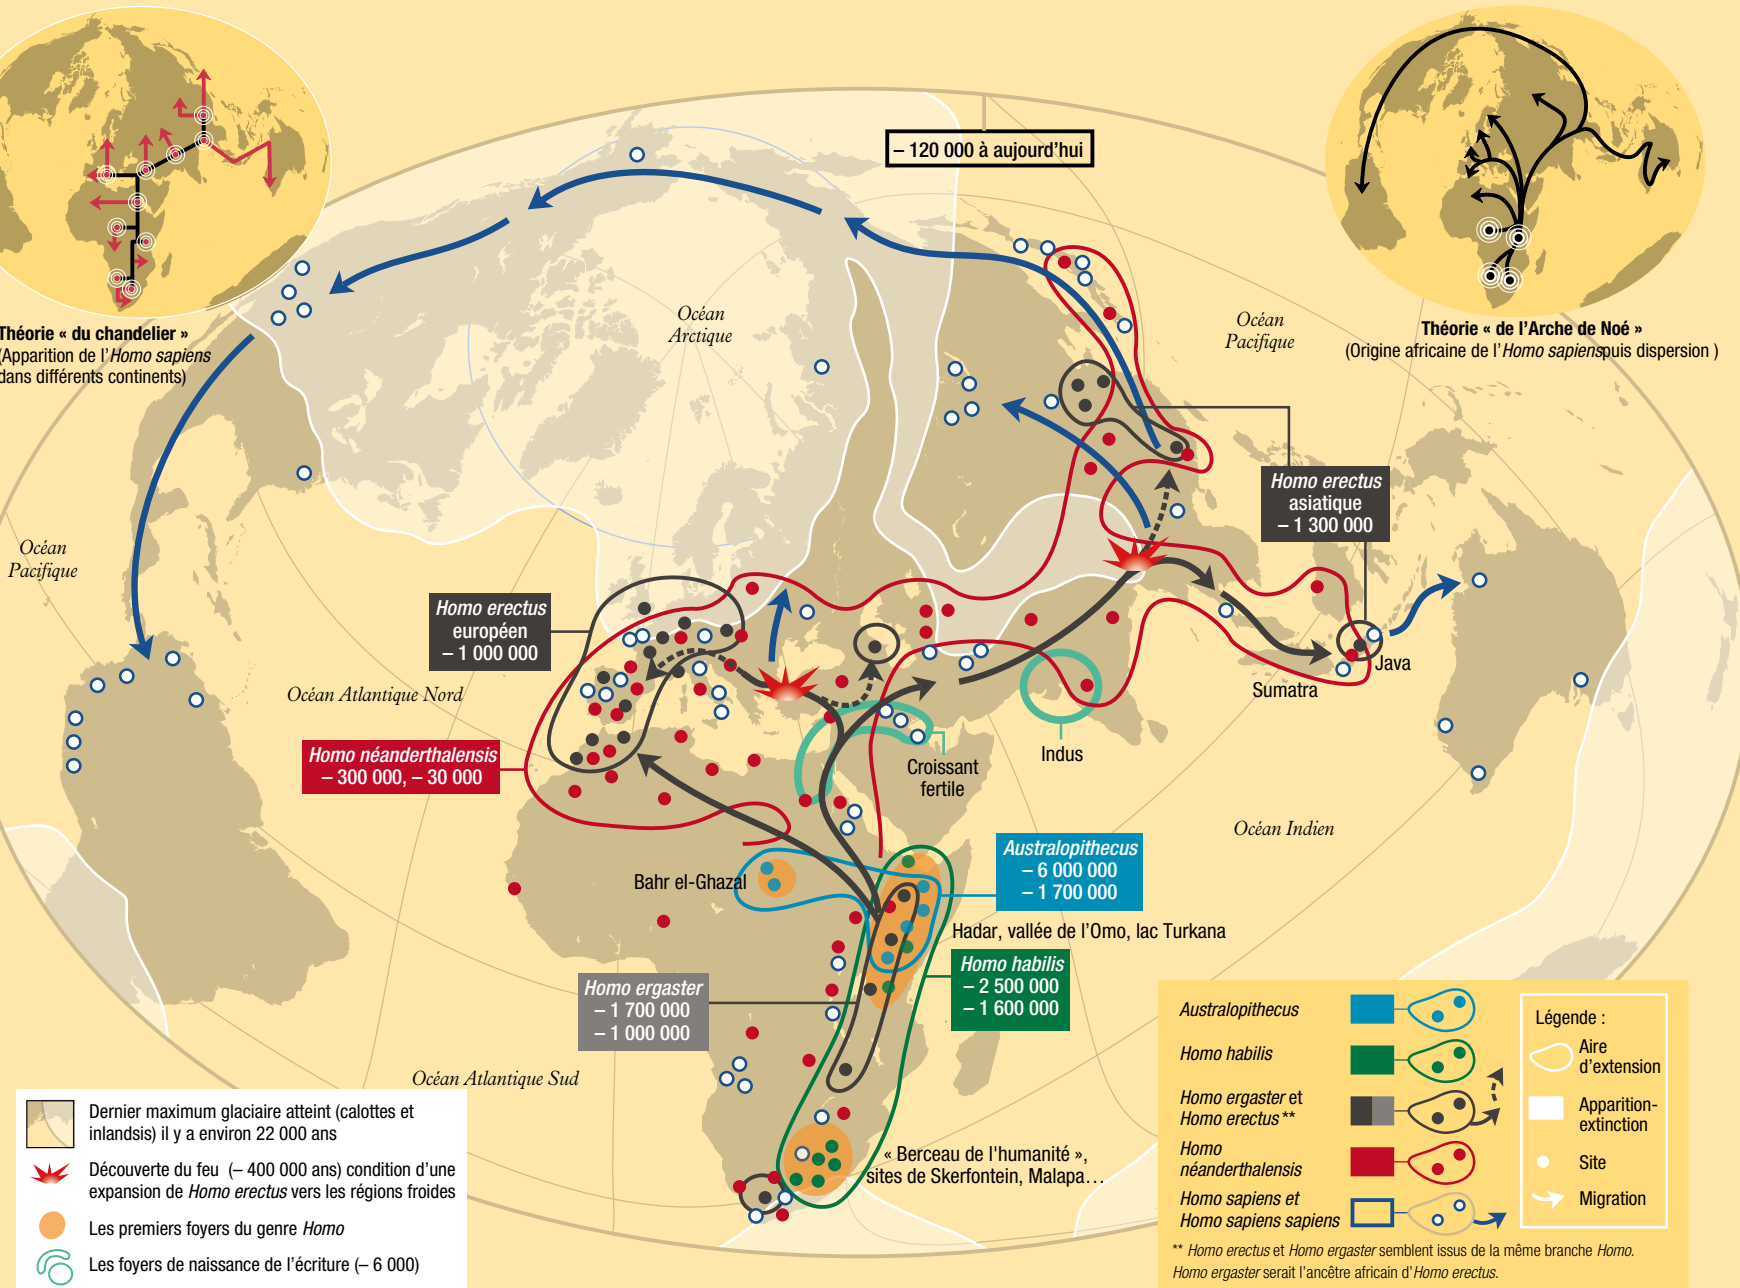 – 120 000 à aujourd'hui
Théorie « du chandelier »
(Apparition de l'Homo sapiens
dans différents continents)
Théorie « de l'Arche de Noé »
(Origine africaine de l'Homo sapienspuis dispersion )
Océan
Arctique
Océan
Pacifique
Océan
Pacifique
Homo erectus
asiatique
– 1 300 000
Homo erectus
européen
– 1 000 000
Océan Atlantique Nord
Java
Sumatra
Indus
Croissant
fertile
Homo néanderthalensis
– 300 000, – 30 000
Océan Indien
Australopithecus
– 6 000 000
– 1 700 000
Bahr el-Ghazal
Hadar, vallée de l'Omo, lac Turkana
Homo habilis
– 2 500 000
– 1 600 000
Homo ergaster
– 1 700 000
– 1 000 000
Océan Atlantique Sud
« Berceau de l'humanité »,
sites de Skerfontein, Malapa…
Dernier maximum glaciaire atteint (calottes et
inlandsis) il y a environ 22 000 ans
Découverte du feu (– 400 000 ans) condition d'une
expansion de Homo erectus vers les régions froides
Les premiers foyers du genre Homo
Les foyers de naissance de l'écriture (– 6 000)
Australopithecus
Homo habilis
Homo ergaster et
Homo erectus **
Homo
néanderthalensis
Homo sapiens et
Homo sapiens sapiens
Légende :
Aire
d'extension
Apparition-
extinction
Site
Migration
** Homo erectus et Homo ergaster semblent issus de la même branche Homo.
Homo ergaster serait l'ancêtre africain d'Homo erectus.